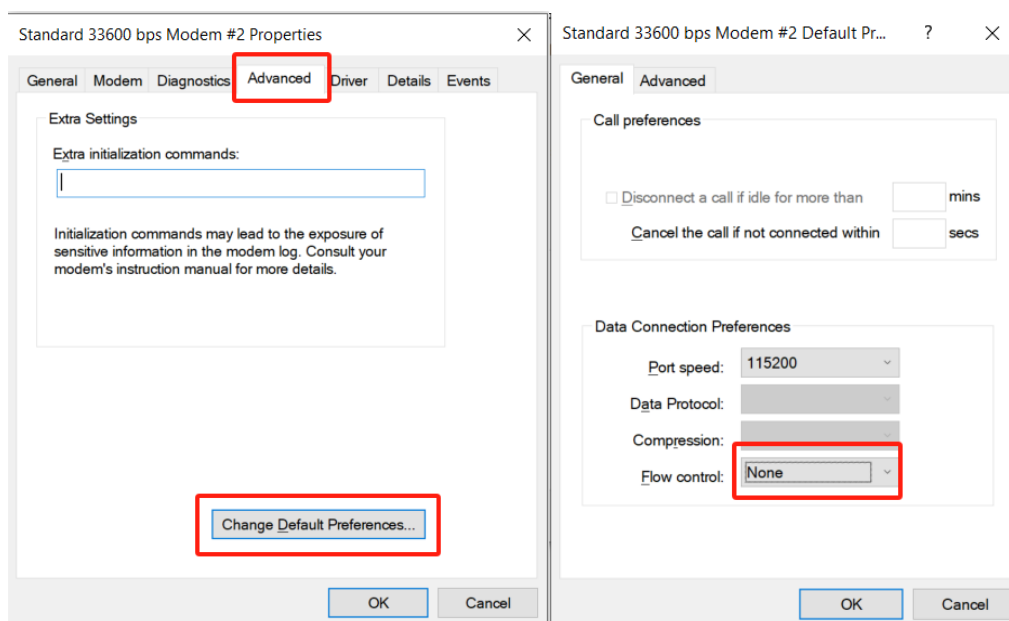 Standard 33600 bps Modem #2 Properties
General Modem Diagnostics Advanced Driver Details Events
Extra Settings
Extra initialization commands:
Initialization commands may lead to the exposure of
sensitive information in the modem log. Consult your
modem's instruction manual for more details.
Change Default Preferences...
OK Cancel
Standard 33600 bps Modem #2 Default Pr... ?
General Advanced
Call preferences
Disconnect a call if idle for more than mins
Cancel the call if not connected within secs
Data Connection Preferences
Port speed: 115200
Data Protocol:
Compression:
Flow control: None
OK Cancel